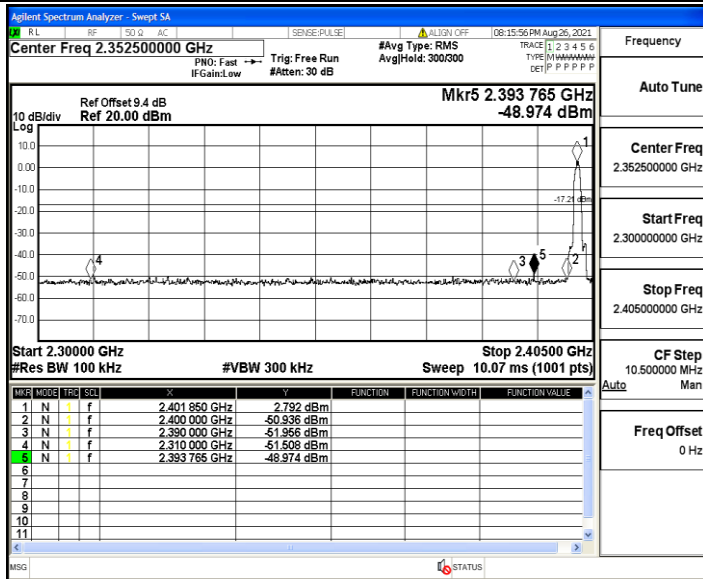 Agilent Spectrum Analyzer - Swept SA
RL RF 50 Ω AC SENSE:PULSE ALIGN OFF 08:15:56 PM Aug 26, 2021
Center Freq 2.352500000 GHz
PNO: Fast
IFGain:Low
Trig: Free Run
#Atten: 30 dB
#Avg Type: RMS
Avg|Hold: 300/300
TRACE 1 2 3 4 5 6
TYPE M
DET P P P P P P
Mkr5 2.393 765 GHz
-48.974 dBm
Ref Offset 9.4 dB
10 dB/div Ref 20.00 dBm
Log
10.0
0.00
-10.0
-20.0
-30.0
-40.0
-50.0
-60.0
-70.0
1
-17.21 dBm
4
3
5
2
Start 2.30000 GHz Stop 2.40500 GHz
#Res BW 100 kHz #VBW 300 kHz Sweep 10.07 ms (1001 pts)
MKR MODE TRC SCL X Y FUNCTION FUNCTION WIDTH FUNCTION VALUE
1 N 1 f 2.401 850 GHz 2.792 dBm
2 N 1 f 2.400 000 GHz -50.936 dBm
3 N 1 f 2.390 000 GHz -51.956 dBm
4 N 1 f 2.310 000 GHz -51.508 dBm
5 N 1 f 2.393 765 GHz -48.974 dBm
6
7
8
9
10
11
MSG STATUS
Frequency
Auto Tune
Center Freq
2.352500000 GHz
Start Freq
2.300000000 GHz
Stop Freq
2.405000000 GHz
CF Step
10.500000 MHz
Auto Man
Freq Offset
0 Hz